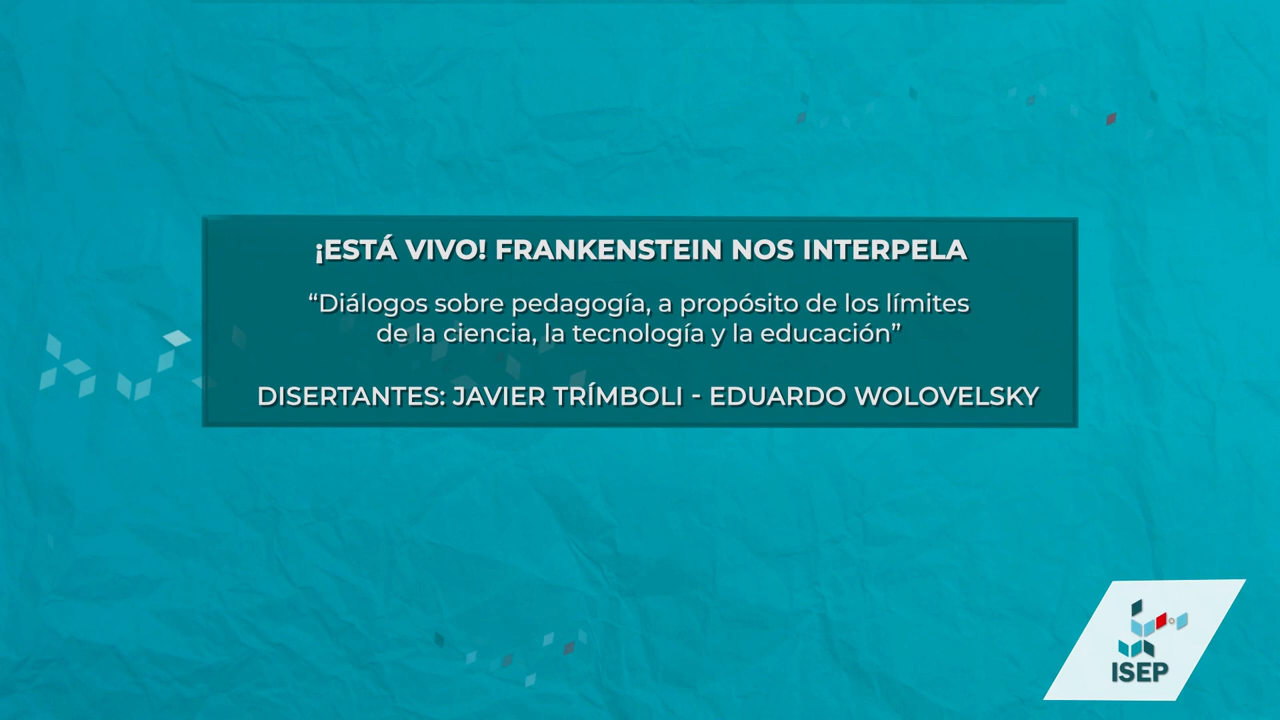 ¡ESTÁ VIVO! FRANKENSTEIN NOS INTERPELA
“Diálogos sobre pedagogía, a propósito de los límites
de la ciencia, la tecnología y la educación”
DISERTANTES: JAVIER TRÍMBOLI - EDUARDO WOLOVELSKY
ISEP